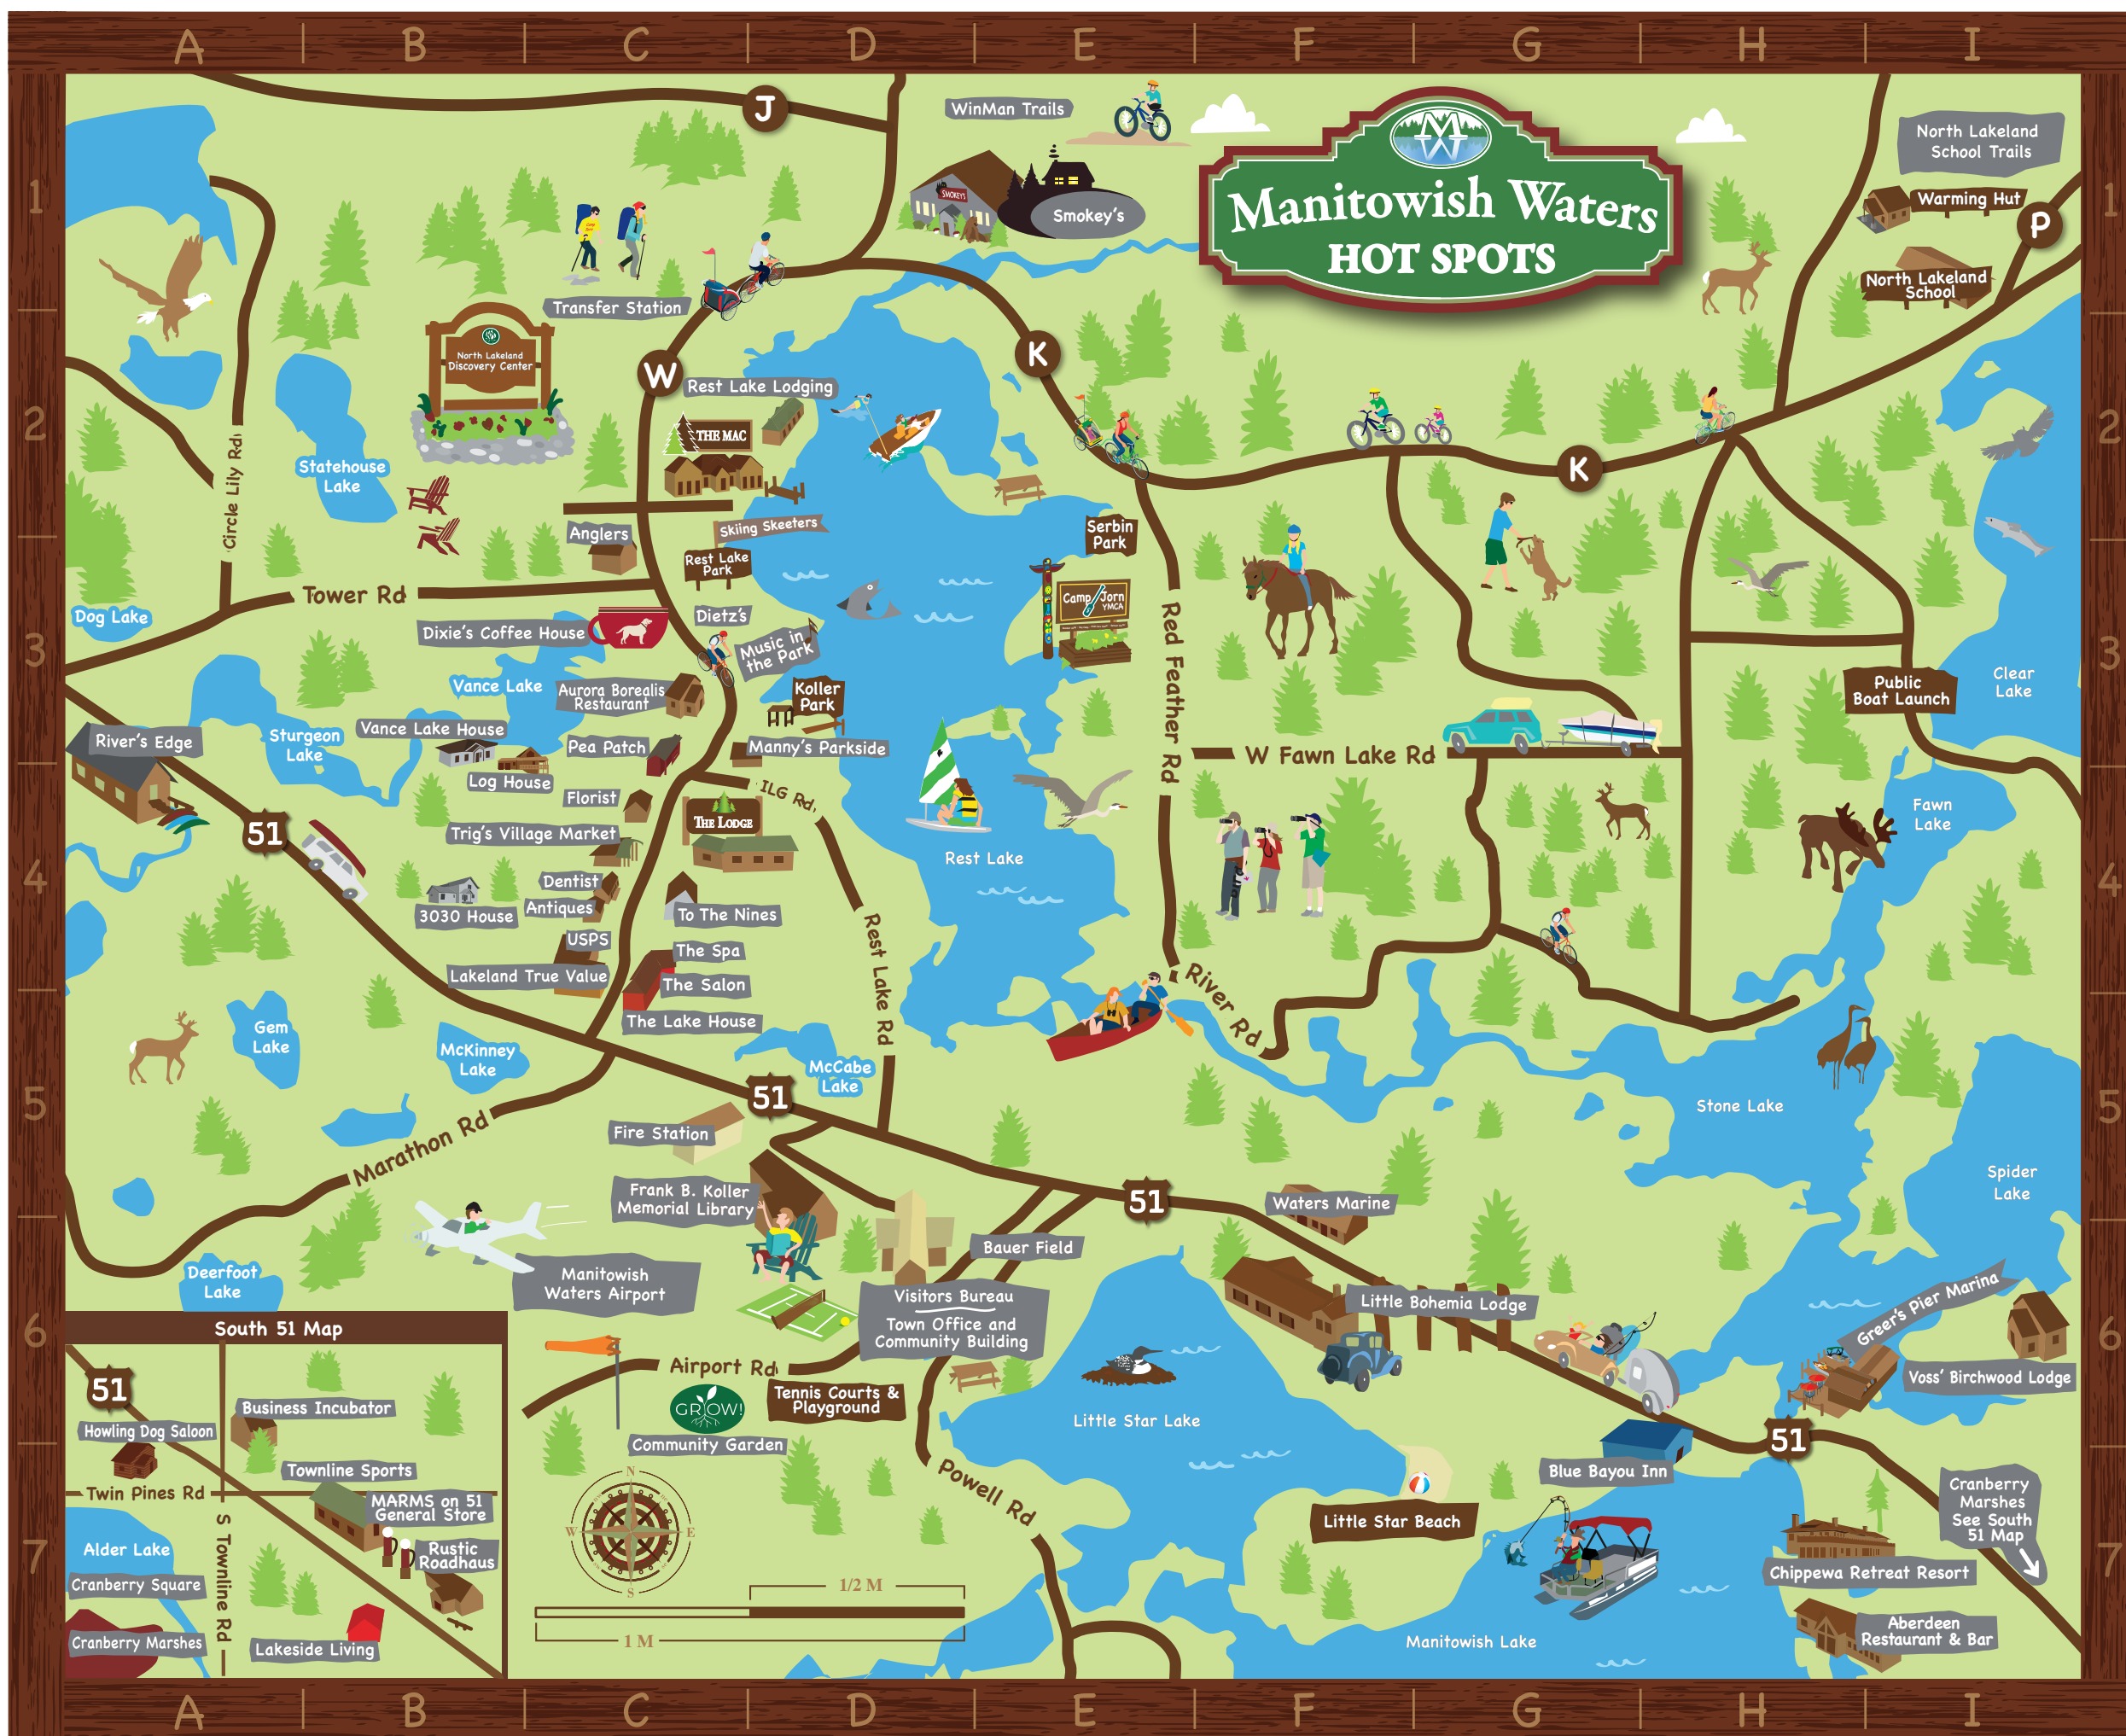 A B C D E F G H I
1
2
3
4
5
6
7
1
2
3
4
5
6
7
J
WinMan Trails
SMOKEYS
Smokey's
MW
Manitowish Waters
HOT SPOTS
North Lakeland
School Trails
Warming Hut
P
North Lakeland
School
Transfer Station
North Lakeland
Discovery Center
W
K
Rest Lake Lodging
THE MAC
Circle Lily Rd.
Statehouse
Lake
K
Anglers
Skiing Skeeters
Serbin
Park
Rest Lake
Park
Tower Rd
Dog Lake
Dixie's Coffee House
Dietz's
Music in
the Park
Camp Jorn
YMCA
Red Feather Rd
Clear
Lake
Vance Lake
Aurora Borealis
Restaurant
Koller
Park
Public
Boat Launch
River's Edge
Sturgeon
Lake
Vance Lake House
Pea Patch
Manny's Parkside
W Fawn Lake Rd
Log House
Florist
ILG Rd.
THE LODGE
Fawn
Lake
51
Trig's Village Market
Rest Lake
Dentist
3030 House
Antiques
To The Nines
USPS
The Spa
Lakeland True Value
The Salon
Rest Lake Rd
River Rd
The Lake House
Gem
Lake
McKinney
Lake
McCabe
Lake
51
Stone Lake
Marathon Rd
Fire Station
Spider
Lake
Frank B. Koller
Memorial Library
51
Waters Marine
Bauer Field
Deerfoot
Lake
Manitowish
Waters Airport
Visitors Bureau
Town Office and
Community Building
Little Bohemia Lodge
Greer's Pier Marina
Voss' Birchwood Lodge
Airport Rd
GROW!
Community Garden
Tennis Courts &
Playground
Little Star Lake
51
Blue Bayou Inn
Powell Rd
Little Star Beach
Cranberry
Marshes
See South
51 Map
Chippewa Retreat Resort
Aberdeen
Restaurant & Bar
Manitowish Lake
South 51 Map
51
Business Incubator
Howling Dog Saloon
Townline Sports
Twin Pines Rd
MARMS on 51
General Store
S Townline Rd
Alder Lake
Rustic
Roadhaus
Cranberry Square
Cranberry Marshes
Lakeside Living
N
W E
S
1/2 M
1 M
A B C D E F G H I